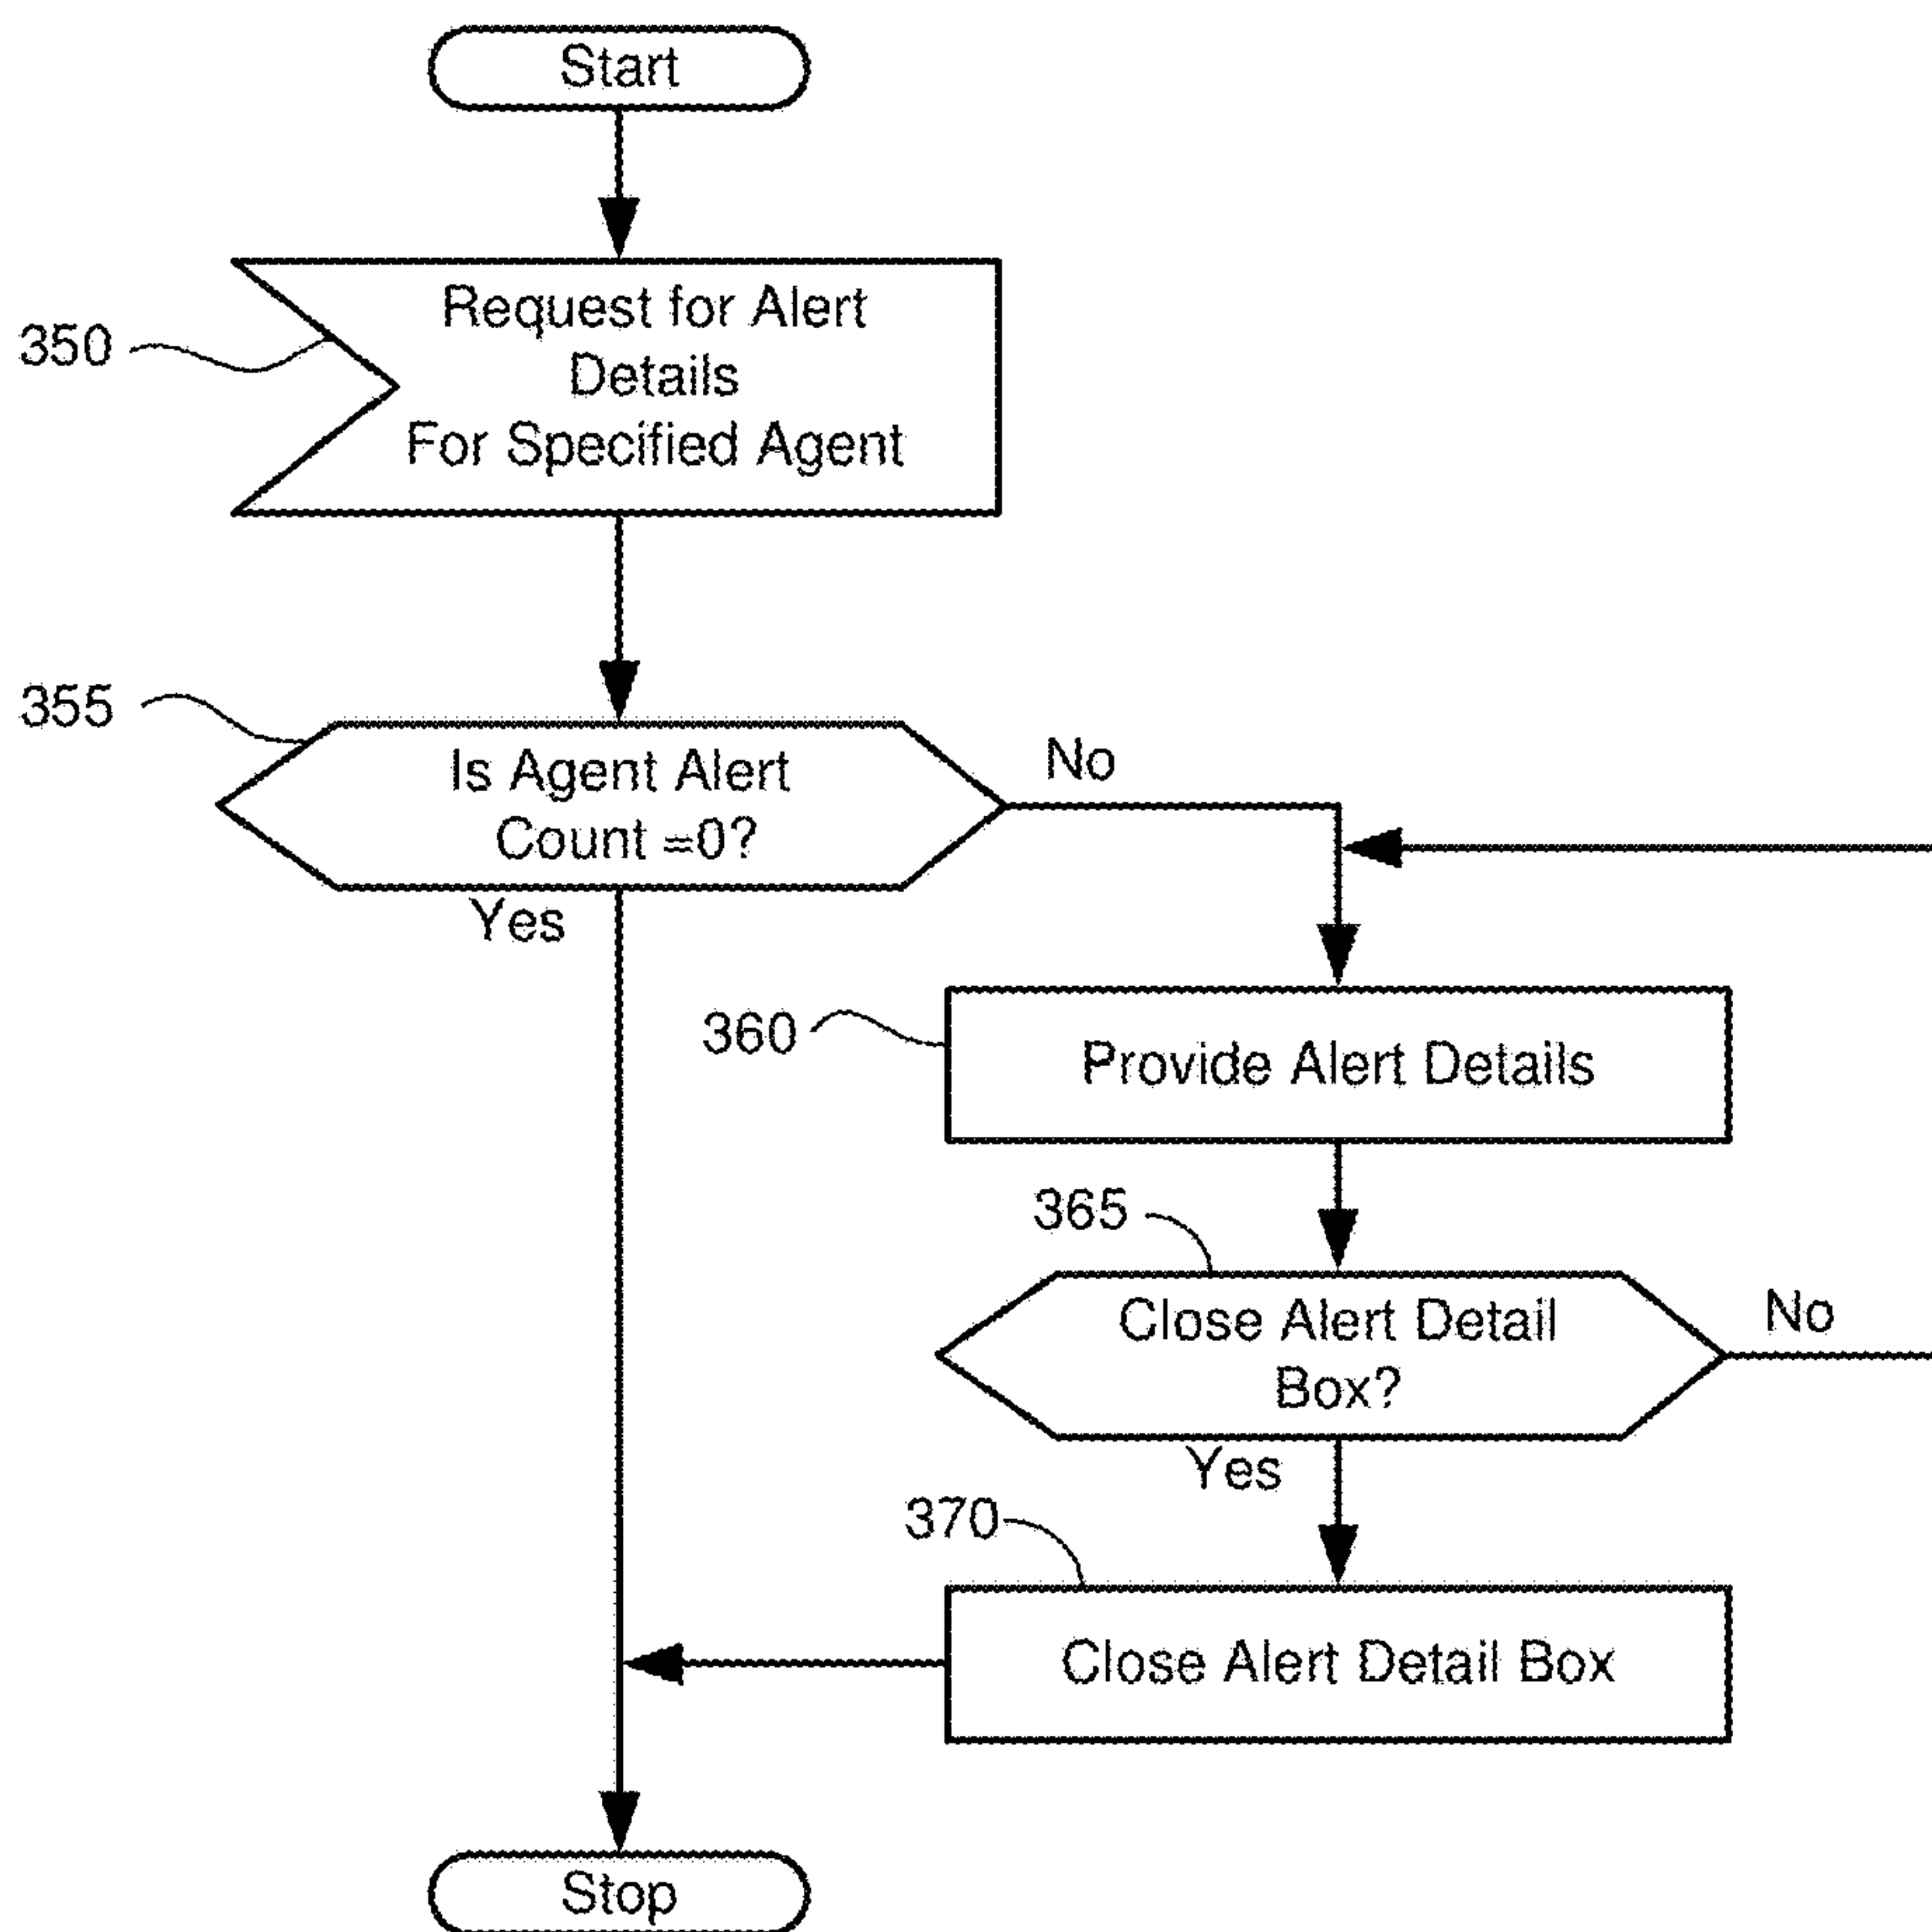 Start
350
Request for Alert
Details
For Specified Agent
355
Is Agent Alert
Count =0?
No
Yes
360
Provide Alert Details
365
Close Alert Detail
Box?
No
Yes
370
Close Alert Detail Box
Stop